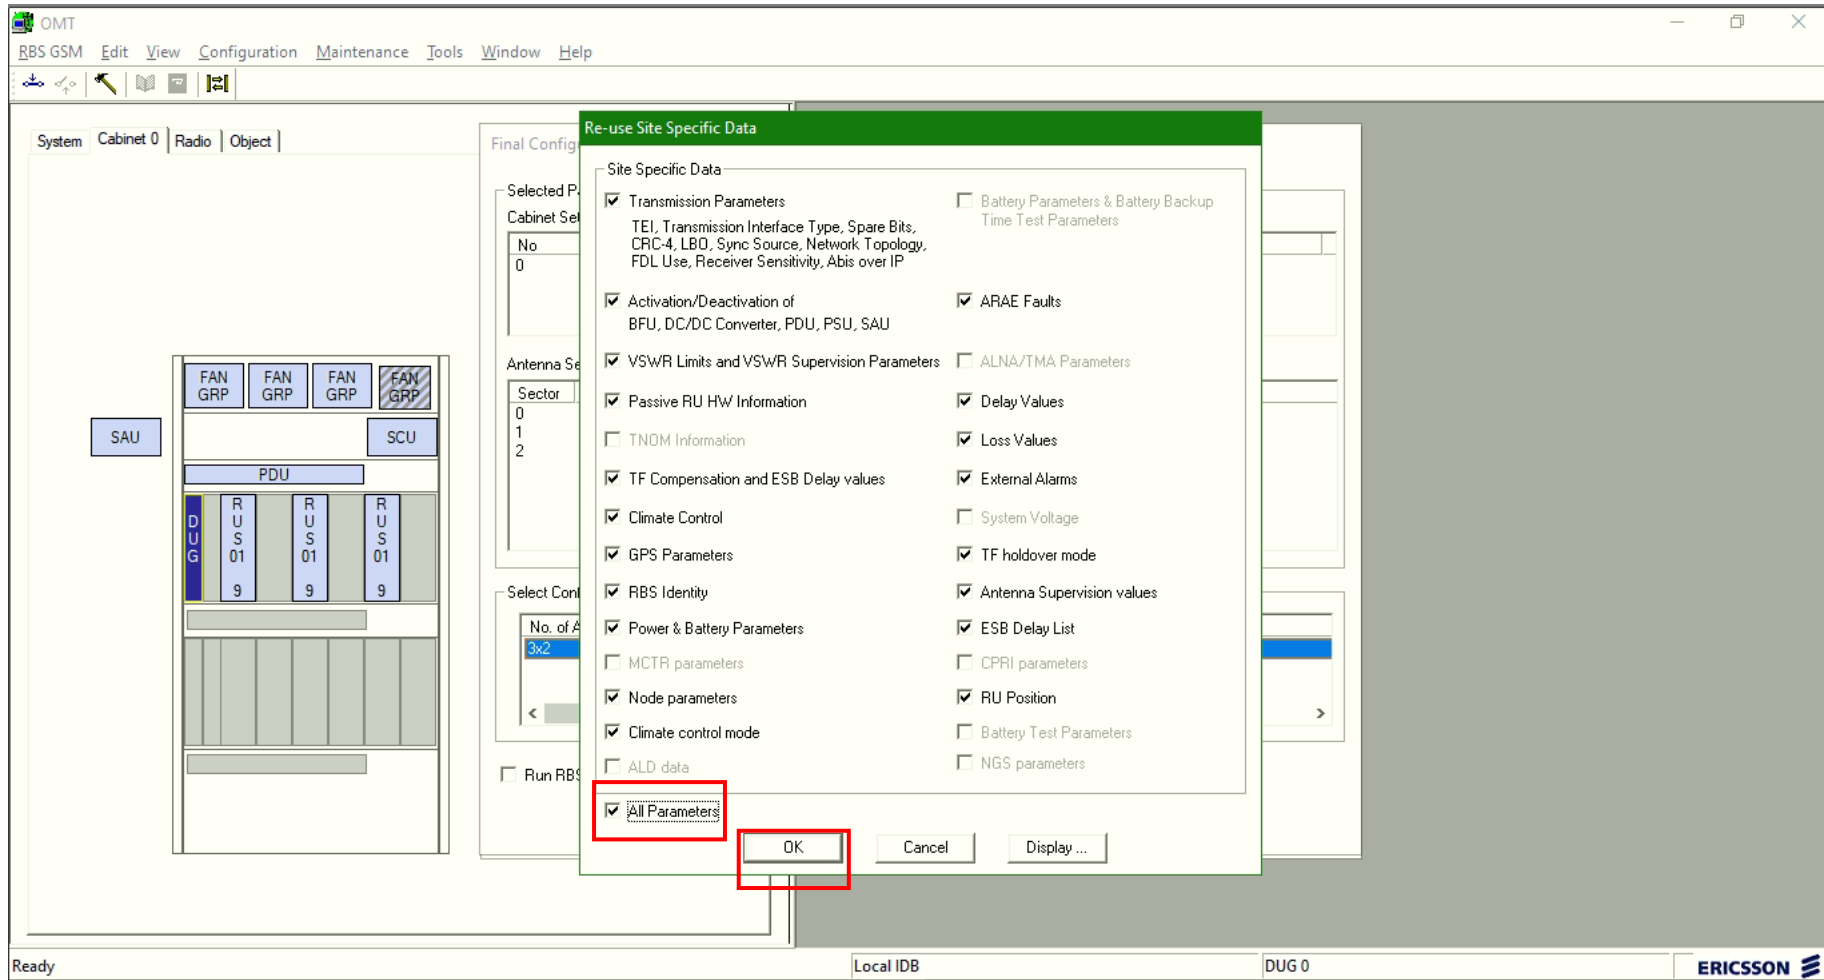 OMT
RBS GSM Edit View Configuration Maintenance Tools Window Help
System Cabinet 0 Radio Object
FAN GRP
FAN GRP
FAN GRP
FAN GRP
SAU
SCU
PDU
DUG
RUS 01 9
RUS 01 9
RUS 01 9
Final Config
Selected P
Cabinet Se
No
0
Antenna Se
Sector
0
1
2
Select Con
No. of A
3x2
Run RBS
Re-use Site Specific Data
Site Specific Data
Transmission Parameters
TEI, Transmission Interface Type, Spare Bits,
CRC-4, LBO, Sync Source, Network Topology,
FDL Use, Receiver Sensitivity, Abis over IP
Battery Parameters & Battery Backup
Time Test Parameters
Activation/Deactivation of
BFU, DC/DC Converter, PDU, PSU, SAU
ARAE Faults
VSWR Limits and VSWR Supervision Parameters
ALNA/TMA Parameters
Passive RU HW Information
Delay Values
TNOM Information
Loss Values
TF Compensation and ESB Delay values
External Alarms
Climate Control
System Voltage
GPS Parameters
TF holdover mode
RBS Identity
Antenna Supervision values
Power & Battery Parameters
ESB Delay List
MCTR parameters
CPRI parameters
Node parameters
RU Position
Climate control mode
Battery Test Parameters
ALD data
NGS parameters
All Parameters
OK Cancel Display ...
Ready Local IDB DUG 0 ERICSSON